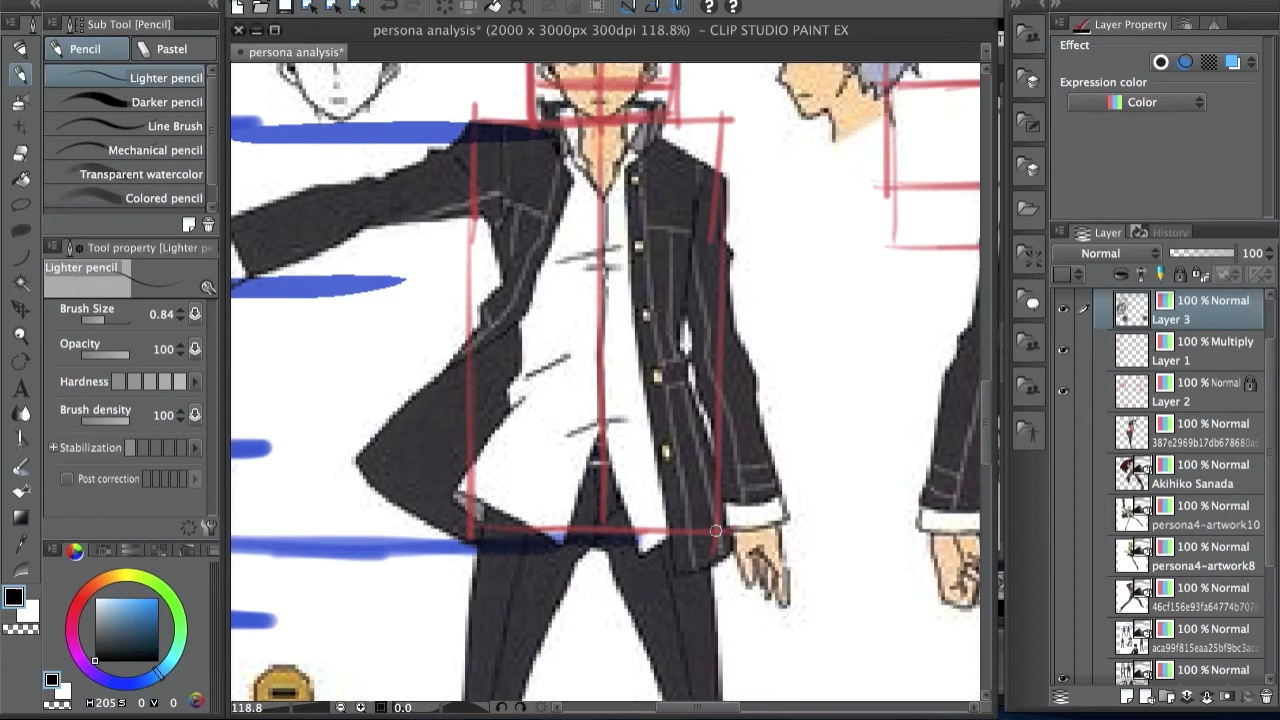 Sub Tool [Pencil]
Pencil
Pastel
Lighter pencil
Darker pencil
Line Brush
Mechanical pencil
Transparent watercolor
Colored pencil
Tool property [Lighter pe
Lighter pencil
Brush Size
0.84
Opacity
100
Hardness
Brush density
100
Stabilization
Post correction
H 205 S 0 V 0
persona analysis* (2000 x 3000px 300dpi 118.8%) - CLIP STUDIO PAINT EX
persona analysis*
118.8
0.0
Layer Property
Effect
Expression color
Color
Layer
History
Normal
100
100 % Normal
Layer 3
100 % Multiply
Layer 1
100 % Normal
Layer 2
100 % Normal
387e2969b17db678680a
100 % Normal
Akihiko Sanada
100 % Normal
persona4-artwork10
100 % Normal
persona4-artwork8
100 % Normal
46cf156e93fa64774b707
100 % Normal
aca99f815eaa25bf9bc3ac
100 % Normal